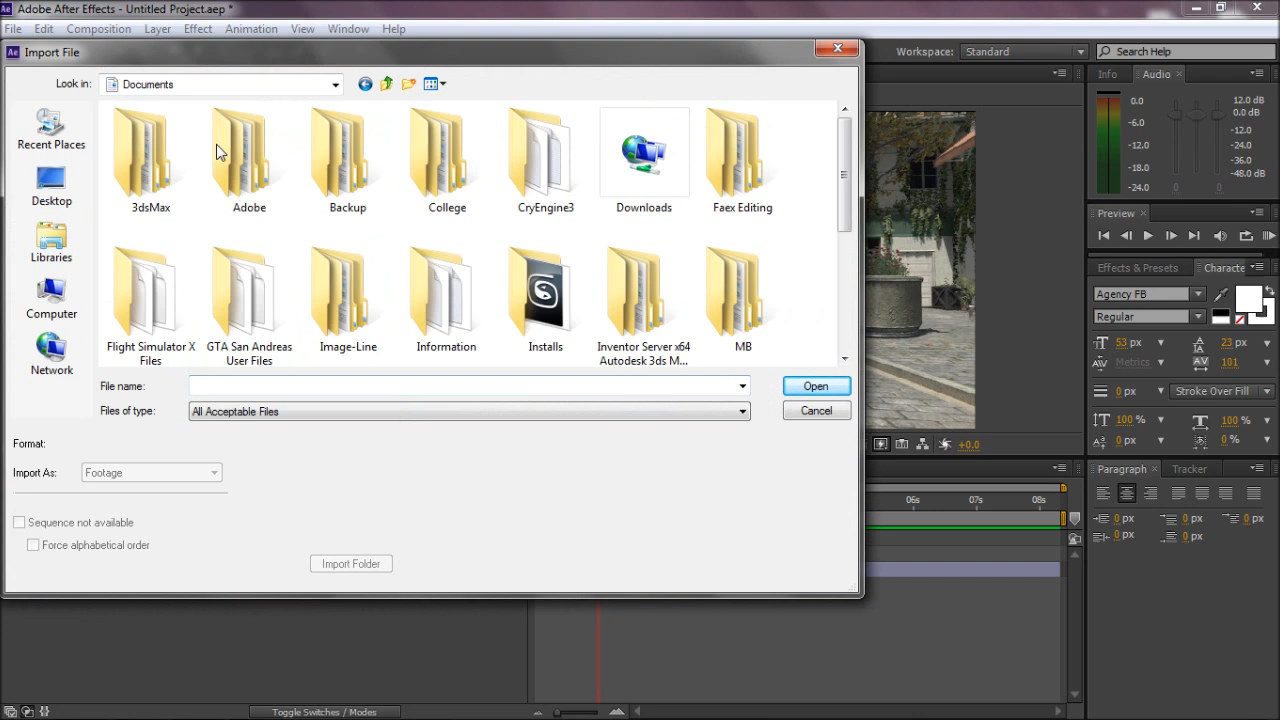 Adobe After Effects - Untitled Project.aep *
File Edit Composition Layer Effect Animation View Window Help
Ae Import File
Workspace: Standard Search Help
Look in: Documents
Recent Places
Desktop
Libraries
Computer
Network
3dsMax Adobe Backup College CryEngine3 Downloads Faex Editing
Flight Simulator X Files
GTA San Andreas User Files
Image-Line Information Installs
Inventor Server x64 Autodesk 3ds M...
MB
File name: Open
Files of type: All Acceptable Files Cancel
Format:
Import As: Footage
Sequence not available
Force alphabetical order
Import Folder
Info Audio
0.0 12.0 dB
-6.0 0.0 dB
-12.0 -12.0
-18.0 -24.0
-24.0 -36.0
-48.0 dB
0 0
Preview
Effects & Presets Characte
Agency FB
Regular
53 px 23 px
Metrics 101
0 px Stroke Over Fill
100 % 100 %
0 px 0 %
+0.0
Paragraph Tracker
06s 07s 08s
0 px 0 px 0 px
0 px 0 px
Toggle Switches / Modes